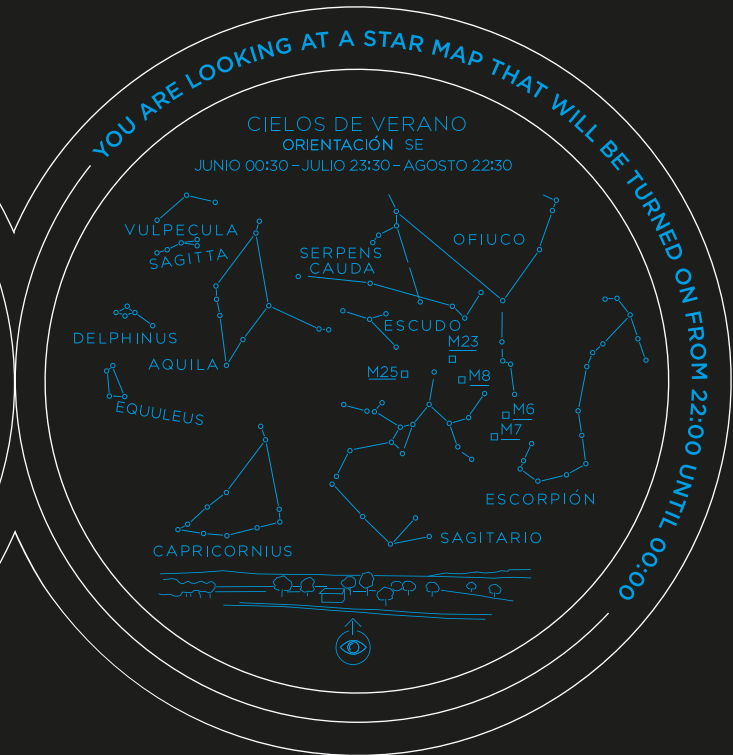 YOU ARE LOOKING AT A STAR MAP THAT WILL BE TURNED ON FROM 22:00 UNTIL 00:00
CIELOS DE VERANO
ORIENTACIÓN SE
JUNIO 00:30 – JULIO 23:30 – AGOSTO 22:30
VULPECULA
SAGITTA
SERPENS
CAUDA
OFIUCO
DELPHINUS
ESCUDO
M23
AQUILA
M25
M8
EQUULEUS
M6
M7
ESCORPIÓN
SAGITARIO
CAPRICORNIUS